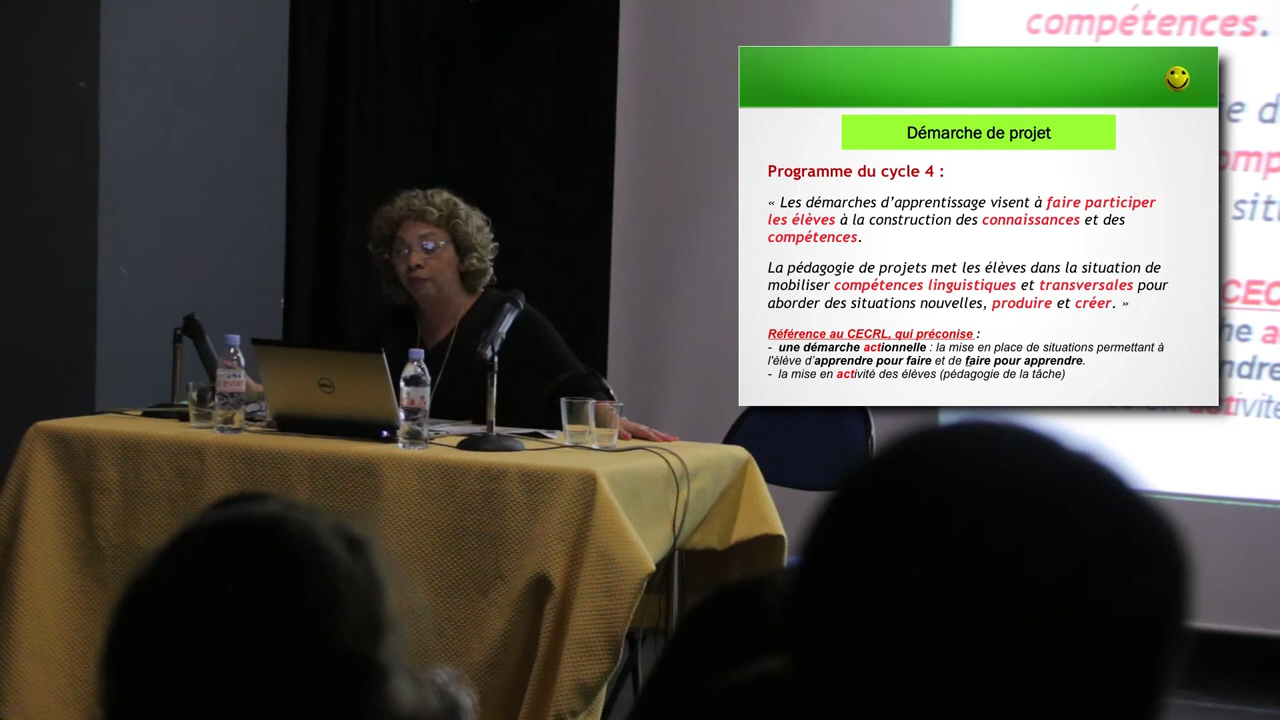 compétences.
Démarche de projet
Programme du cycle 4 :
« Les démarches d'apprentissage visent à faire participer
les élèves à la construction des connaissances et des
compétences.
La pédagogie de projets met les élèves dans la situation de
mobiliser compétences linguistiques et transversales pour
aborder des situations nouvelles, produire et créer. »
Référence au CECRL, qui préconise :
- une démarche actionnelle : la mise en place de situations permettant à
l'élève d'apprendre pour faire et de faire pour apprendre.
- la mise en activité des élèves (pédagogie de la tâche)
DELL